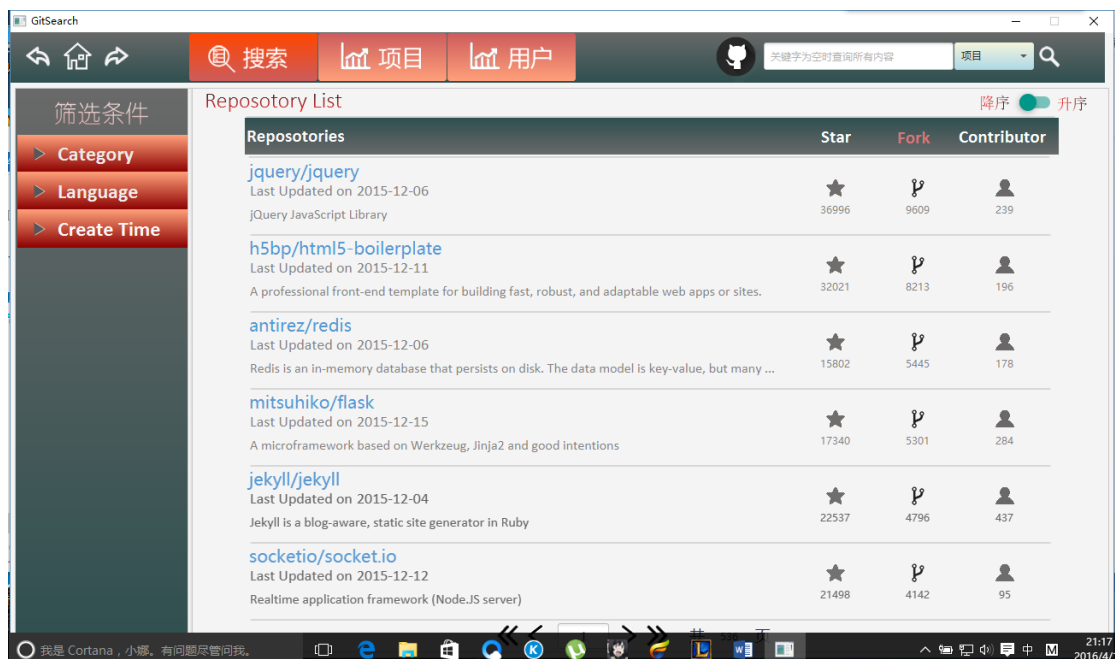 GitSearch
搜索 项目 用户 关键字为空时查询所有内容 项目
筛选条件
Category
Language
Create Time
Reposotory List 降序 升序
Reposotories Star Fork Contributor
jquery/jquery
Last Updated on 2015-12-06
jQuery JavaScript Library
36996 9609 239
h5bp/html5-boilerplate
Last Updated on 2015-12-11
A professional front-end template for building fast, robust, and adaptable web apps or sites.
32021 8213 196
antirez/redis
Last Updated on 2015-12-06
Redis is an in-memory database that persists on disk. The data model is key-value, but many ...
15802 5445 178
mitsuhiko/flask
Last Updated on 2015-12-15
A microframework based on Werkzeug, Jinja2 and good intentions
17340 5301 284
jekyll/jekyll
Last Updated on 2015-12-04
Jekyll is a blog-aware, static site generator in Ruby
22537 4796 437
socketio/socket.io
Last Updated on 2015-12-12
Realtime application framework (Node.JS server)
21498 4142 95
共 536 页
我是 Cortana，小娜。有问题尽管问我。
中 M 21:17